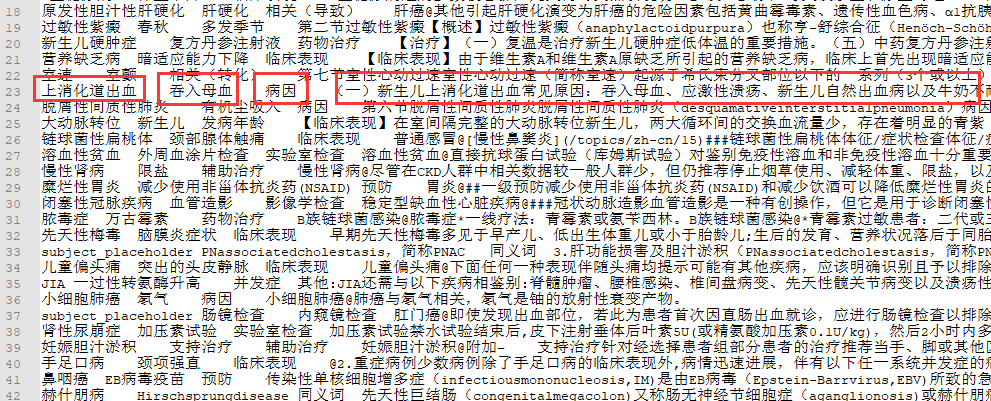 18 原发性胆汁性肝硬化 肝硬化 相关（导致） 肝癌@其他引起肝硬化演变为肝癌的危险因素包括黄曲霉毒素、遗传性血色病、α1抗胰
19 过敏性紫癜 春秋 多发季节 第二节过敏性紫癜【概述】过敏性紫癜（anaphylactoidpurpura）也称亨-舒综合征（Henoch-Schön
20 新生儿硬肿症 复方丹参注射液 药物治疗 【治疗】（一）复温是治疗新生儿硬肿症低体温的重要措施。（五）中药复方丹参注射
21 营养缺乏病 暗适应能力下降 临床表现 【临床表现】由于维生素A和维生素A原缺乏所引起的营养缺乏病，临床上首先出现暗适应
22 室速 室颤 相关（转化） 第七节室性心动过速室性心动过速（简称室速）起源于希氏束分叉部位以下的一系列（3个或以上）
23 上消化道出血 吞入母血 病因 （一）新生儿上消化道出血常见原因：吞入母血、应激性溃疡、新生儿自然出血病以及牛奶不耐
24 脱屑性间质性肺炎 有机尘吸入 病因 第六节脱屑性间质性肺炎脱屑性间质性肺炎（desquamativeinterstitialpneumonia）病因
25 大动脉转位 新生儿 发病年龄 【临床表现】在室间隔完整的大动脉转位新生儿，两大循环间的交换血流量少，存在着明显的青紫
26 链球菌性扁桃体 颈部腺体触痛 临床表现 普通感冒@[慢性鼻窦炎](/topics/zh-cn/15)###链球菌性扁桃体体征/症状检查体征/
27 溶血性贫血 外周血涂片检查 实验室检查 溶血性贫血@直接抗球蛋白试验（库姆斯试验）对鉴别免疫性溶血和非免疫性溶血十分重要
28 慢性肾病 限盐 辅助治疗 慢性肾病@尽管在CKD人群中相关数据较一般人群少，但仍推荐停止烟草使用、减轻体重、限盐，以及
29 糜烂性胃炎 减少使用非甾体抗炎药(NSAID) 预防 胃炎@##一级预防减少使用非甾体抗炎药(NSAID)和减少饮酒可以降低糜烂性胃炎的
30 闭塞性冠脉疾病 血管造影 影像学检查 稳定型缺血性心脏病@###冠状动脉造影血管造影是一种有创操作，但它是用于诊断闭塞性
31 脓毒症 万古霉素 药物治疗 B族链球菌感染@脓毒症*一线疗法：青霉素或氨苄西林。B族链球菌感染@*青霉素过敏患者：二代或三
32 先天性梅毒 脑膜炎症状 临床表现 早期先天性梅毒多见于早产儿、低出生体重儿或小于胎龄儿；生后的发育、营养状况落后于同胎
33 subject_placeholder PNassociatedcholestasis，简称PNAC 同义词 3.肝功能损害及胆汁淤积（PNassociatedcholestasis，简称PN
34 儿童偏头痛 突出的头皮静脉 临床表现 儿童偏头痛@下面任何一种表现伴随头痛均提示可能有其他疾病，应该明确识别且予以排除
35 JIA 一过性转氨酶升高 并发症 其他：JIA还需与以下疾病相鉴别：脊髓肿瘤、腰椎感染、椎间盘病变、先天性髋关节病变以及溃疡性
36 小细胞肺癌 氡气 病因 小细胞肺癌@肺癌与氡气相关，氡气是铀的放射性衰变产物。
37 subject_placeholder 肠镜检查 内窥镜检查 肛门癌@即使发现出血部位，若此为患者首次因直肠出血就诊，应进行肠镜检查以排除
38 肾性尿崩症 加压素试验 实验室检查 加压素试验禁水试验结束后，皮下注射垂体后叶素5U(或精氨酸加压素0.1U/kg)，然后2小时内多
39 妊娠肝内胆汁淤积 支持治疗 辅助治疗 妊娠肝内胆汁淤积@附加- 支持治疗针对经选择患者组部分患者的治疗推荐当手、脚或其他区
40 手足口病 颈项强直 临床表现 @2.重症病例少数病例除了手足口病的临床表现外，病情迅速进展，伴有以下任一系统并发症的病
41 鼻咽癌 EB病毒疫苗 预防 传染性单核细胞增多症（infectiousmononucleosis,IM)是由EB病毒（Epstein-Barrvirus,EBV)所致的急
42 赫什朋病 Hirschsprungdisease 同义词 先天性巨结肠（congenitalmegacolon)又称肠无神经节细胞症（aganglionosis)或赫什